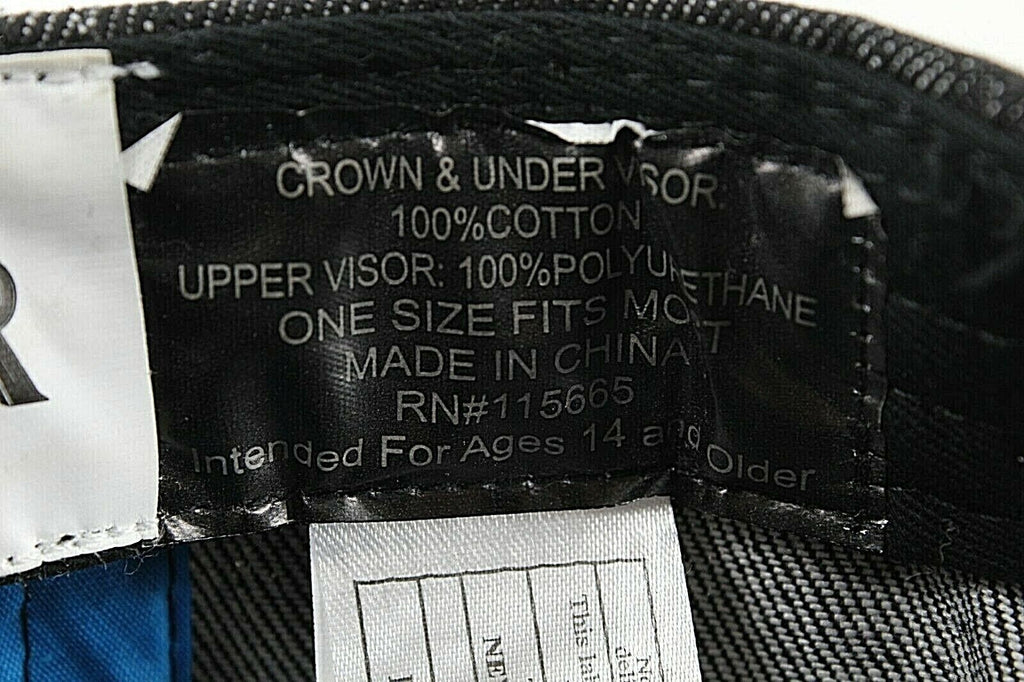 CROWN & UNDER VISOR:
100%COTTON
UPPER VISOR: 100%POLYURETHANE
ONE SIZE FITS MOST
MADE IN CHINA
RN#115665
Intended For Ages 14 and Older
R
This